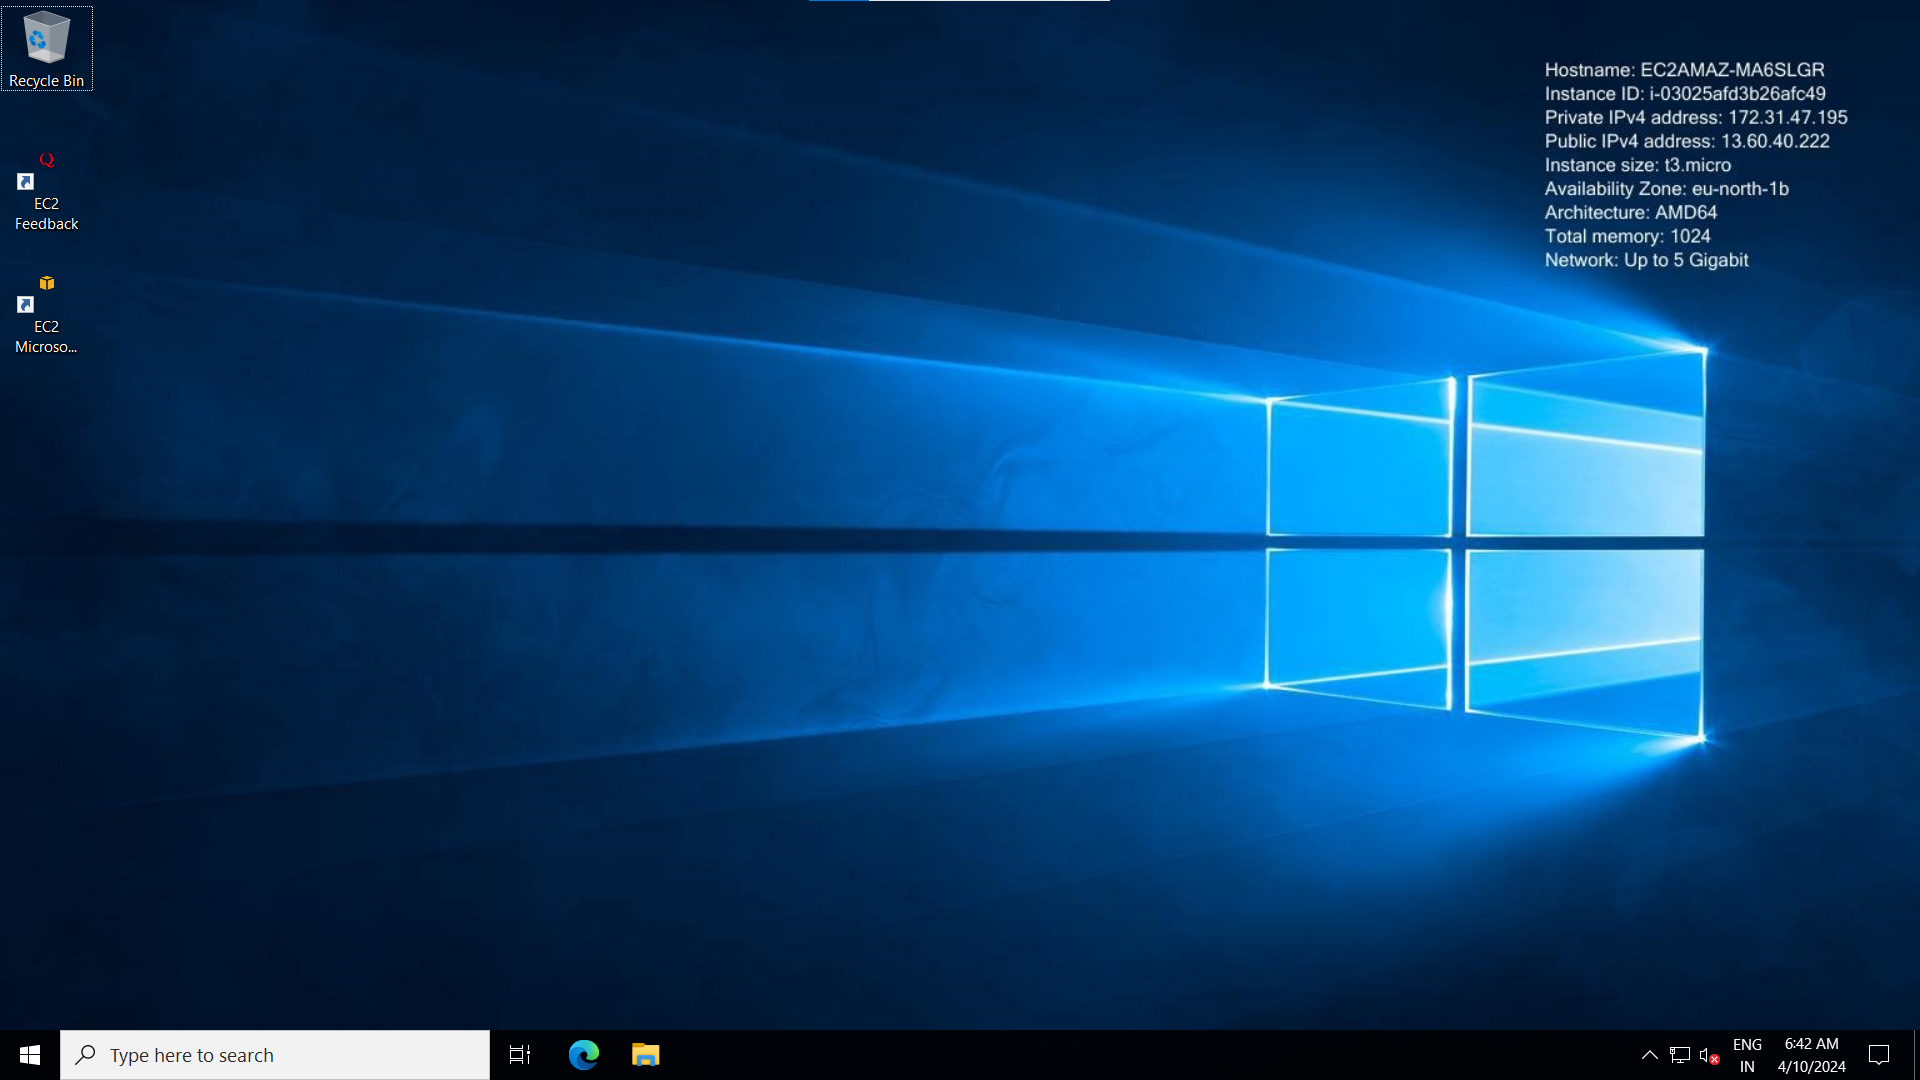 Recycle Bin
EC2
Feedback
EC2
Microso...
Hostname: EC2AMAZ-MA6SLGR
Instance ID: i-03025afd3b26afc49
Private IPv4 address: 172.31.47.195
Public IPv4 address: 13.60.40.222
Instance size: t3.micro
Availability Zone: eu-north-1b
Architecture: AMD64
Total memory: 1024
Network: Up to 5 Gigabit
Type here to search
ENG
IN
6:42 AM
4/10/2024